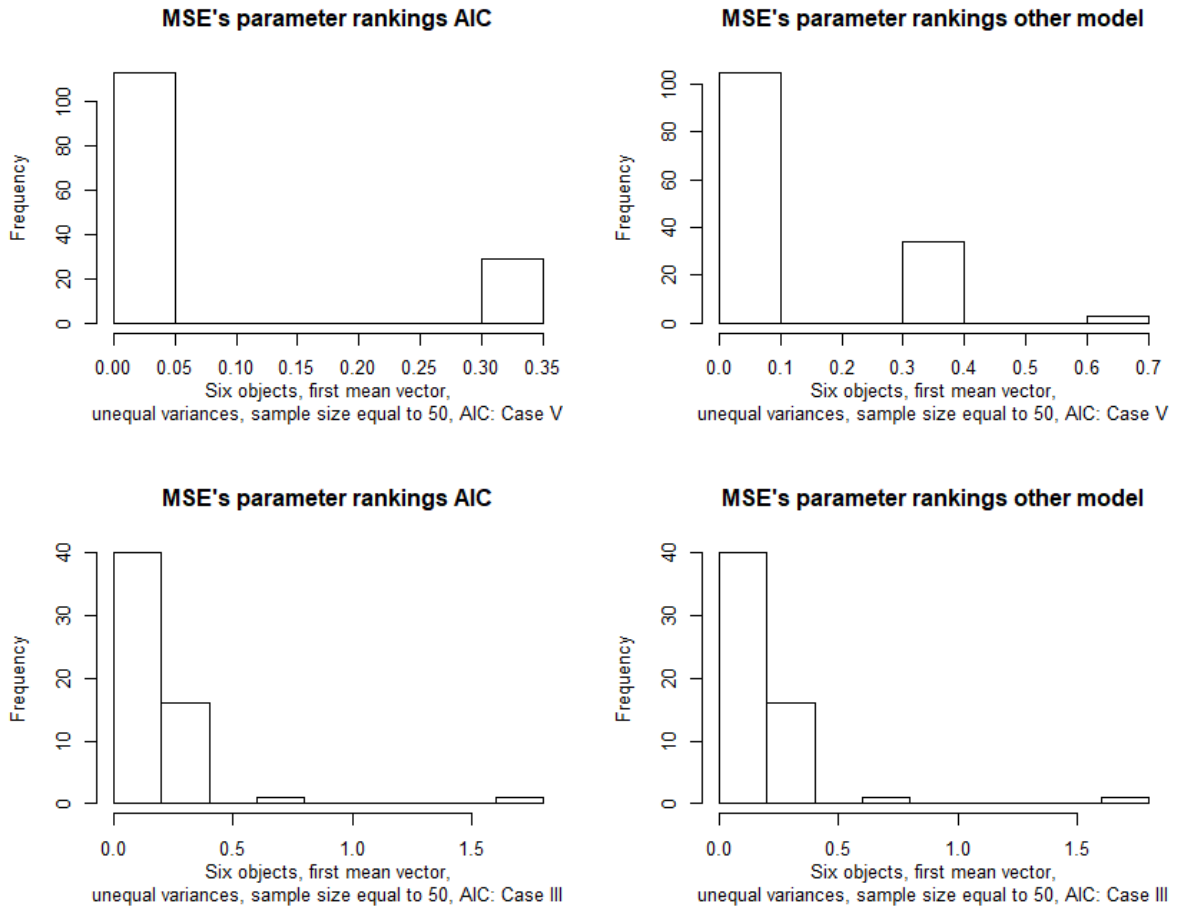 MSE's parameter rankings AIC
Frequency
100
80
60
40
20
0
0.00 0.05 0.10 0.15 0.20 0.25 0.30 0.35
Six objects, first mean vector,
unequal variances, sample size equal to 50, AIC: Case V
MSE's parameter rankings other model
Frequency
100
80
60
40
20
0
0.0 0.1 0.2 0.3 0.4 0.5 0.6 0.7
Six objects, first mean vector,
unequal variances, sample size equal to 50, AIC: Case V
MSE's parameter rankings AIC
Frequency
40
30
20
10
0
0.0 0.5 1.0 1.5
Six objects, first mean vector,
unequal variances, sample size equal to 50, AIC: Case III
MSE's parameter rankings other model
Frequency
40
30
20
10
0
0.0 0.5 1.0 1.5
Six objects, first mean vector,
unequal variances, sample size equal to 50, AIC: Case III